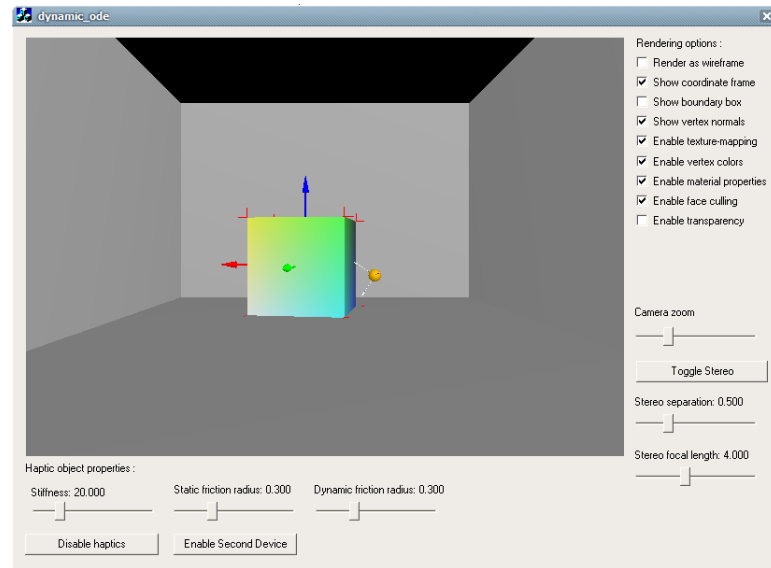 dynamic_ode
Rendering options :
Render as wireframe
Show coordinate frame
Show boundary box
Show vertex normals
Enable texture-mapping
Enable vertex colors
Enable material properties
Enable face culling
Enable transparency
Camera zoom
Toggle Stereo
Stereo separation: 0.500
Stereo focal length: 4.000
Haptic object properties :
Stiffness: 20.000
Static friction radius: 0.300
Dynamic friction radius: 0.300
Disable haptics
Enable Second Device